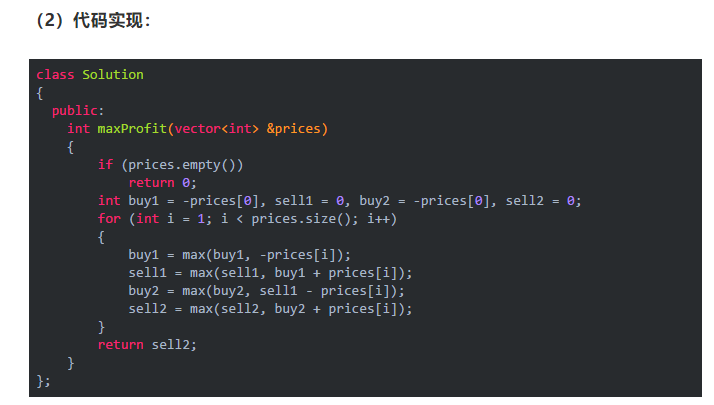 （2）代码实现：
class Solution
{
  public:
    int maxProfit(vector<int> &prices)
    {
        if (prices.empty())
            return 0;
        int buy1 = -prices[0], sell1 = 0, buy2 = -prices[0], sell2 = 0;
        for (int i = 1; i < prices.size(); i++)
        {
            buy1 = max(buy1, -prices[i]);
            sell1 = max(sell1, buy1 + prices[i]);
            buy2 = max(buy2, sell1 - prices[i]);
            sell2 = max(sell2, buy2 + prices[i]);
        }
        return sell2;
    }
};